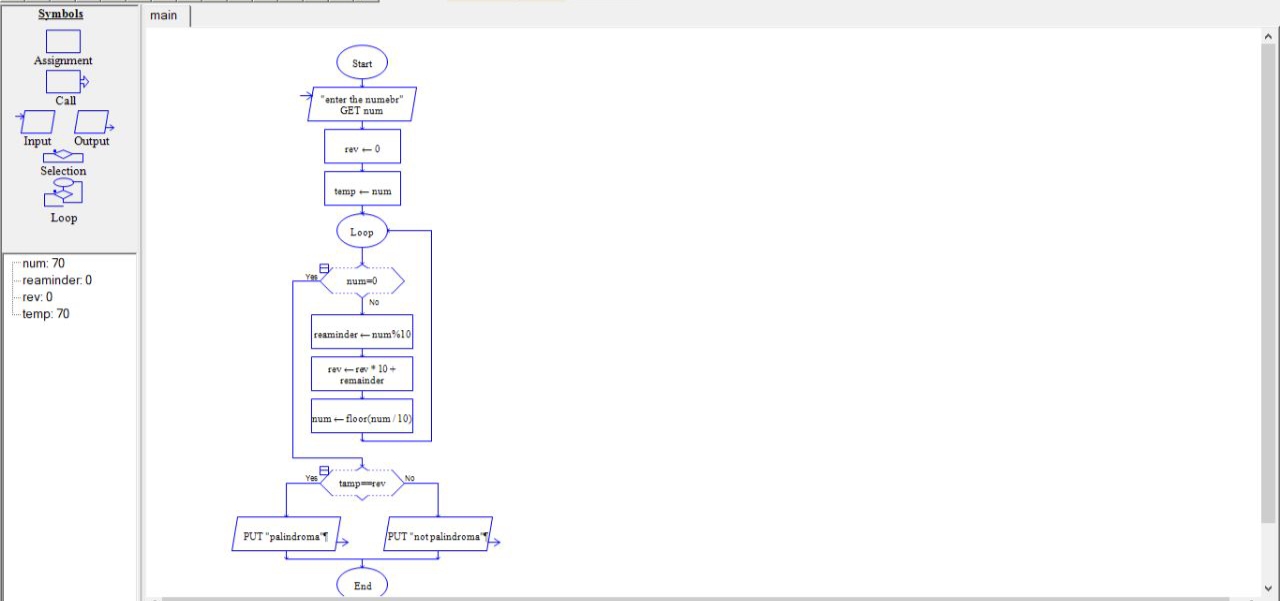 Symbols
Assignment
Call
Input Output
Selection
Loop
num: 70
reaminder: 0
rev: 0
temp: 70
main
Start
"enter the numebr"
GET num
rev ← 0
temp ← num
Loop
Yes
num=0
No
reaminder ← num%10
rev ← rev * 10 +
remainder
num ← floor(num / 10)
Yes
tamp==rev
No
PUT "palindroma"¶
PUT "not palindroma"¶
End